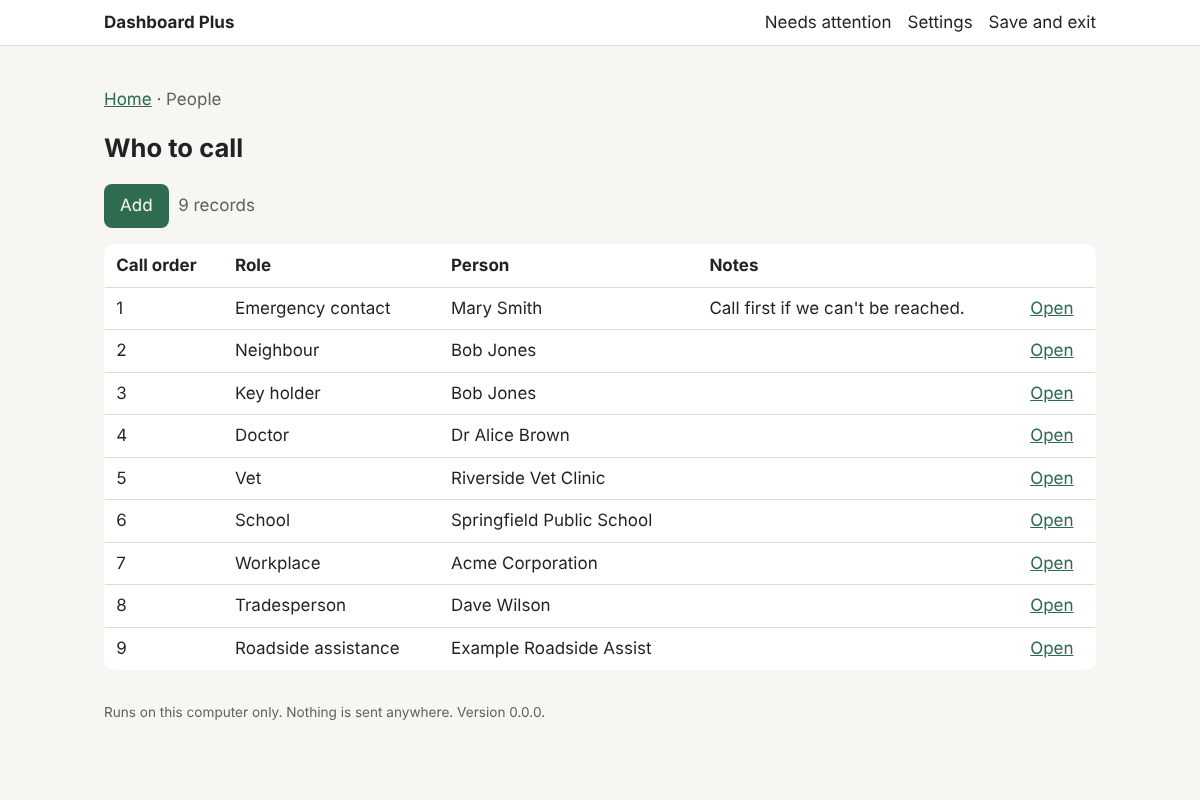 Dashboard Plus Needs attention Settings Save and exit
Home · People
Who to call
Add 9 records
Call order Role Person Notes
1 Emergency contact Mary Smith Call first if we can't be reached. Open
2 Neighbour Bob Jones Open
3 Key holder Bob Jones Open
4 Doctor Dr Alice Brown Open
5 Vet Riverside Vet Clinic Open
6 School Springfield Public School Open
7 Workplace Acme Corporation Open
8 Tradesperson Dave Wilson Open
9 Roadside assistance Example Roadside Assist Open
Runs on this computer only. Nothing is sent anywhere. Version 0.0.0.